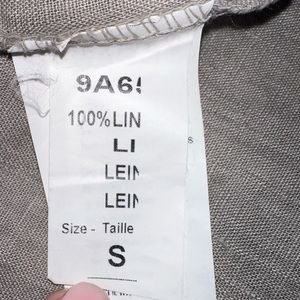 9A6
100%LIN
LI
LEIN
LEIN
Size - Taille
S